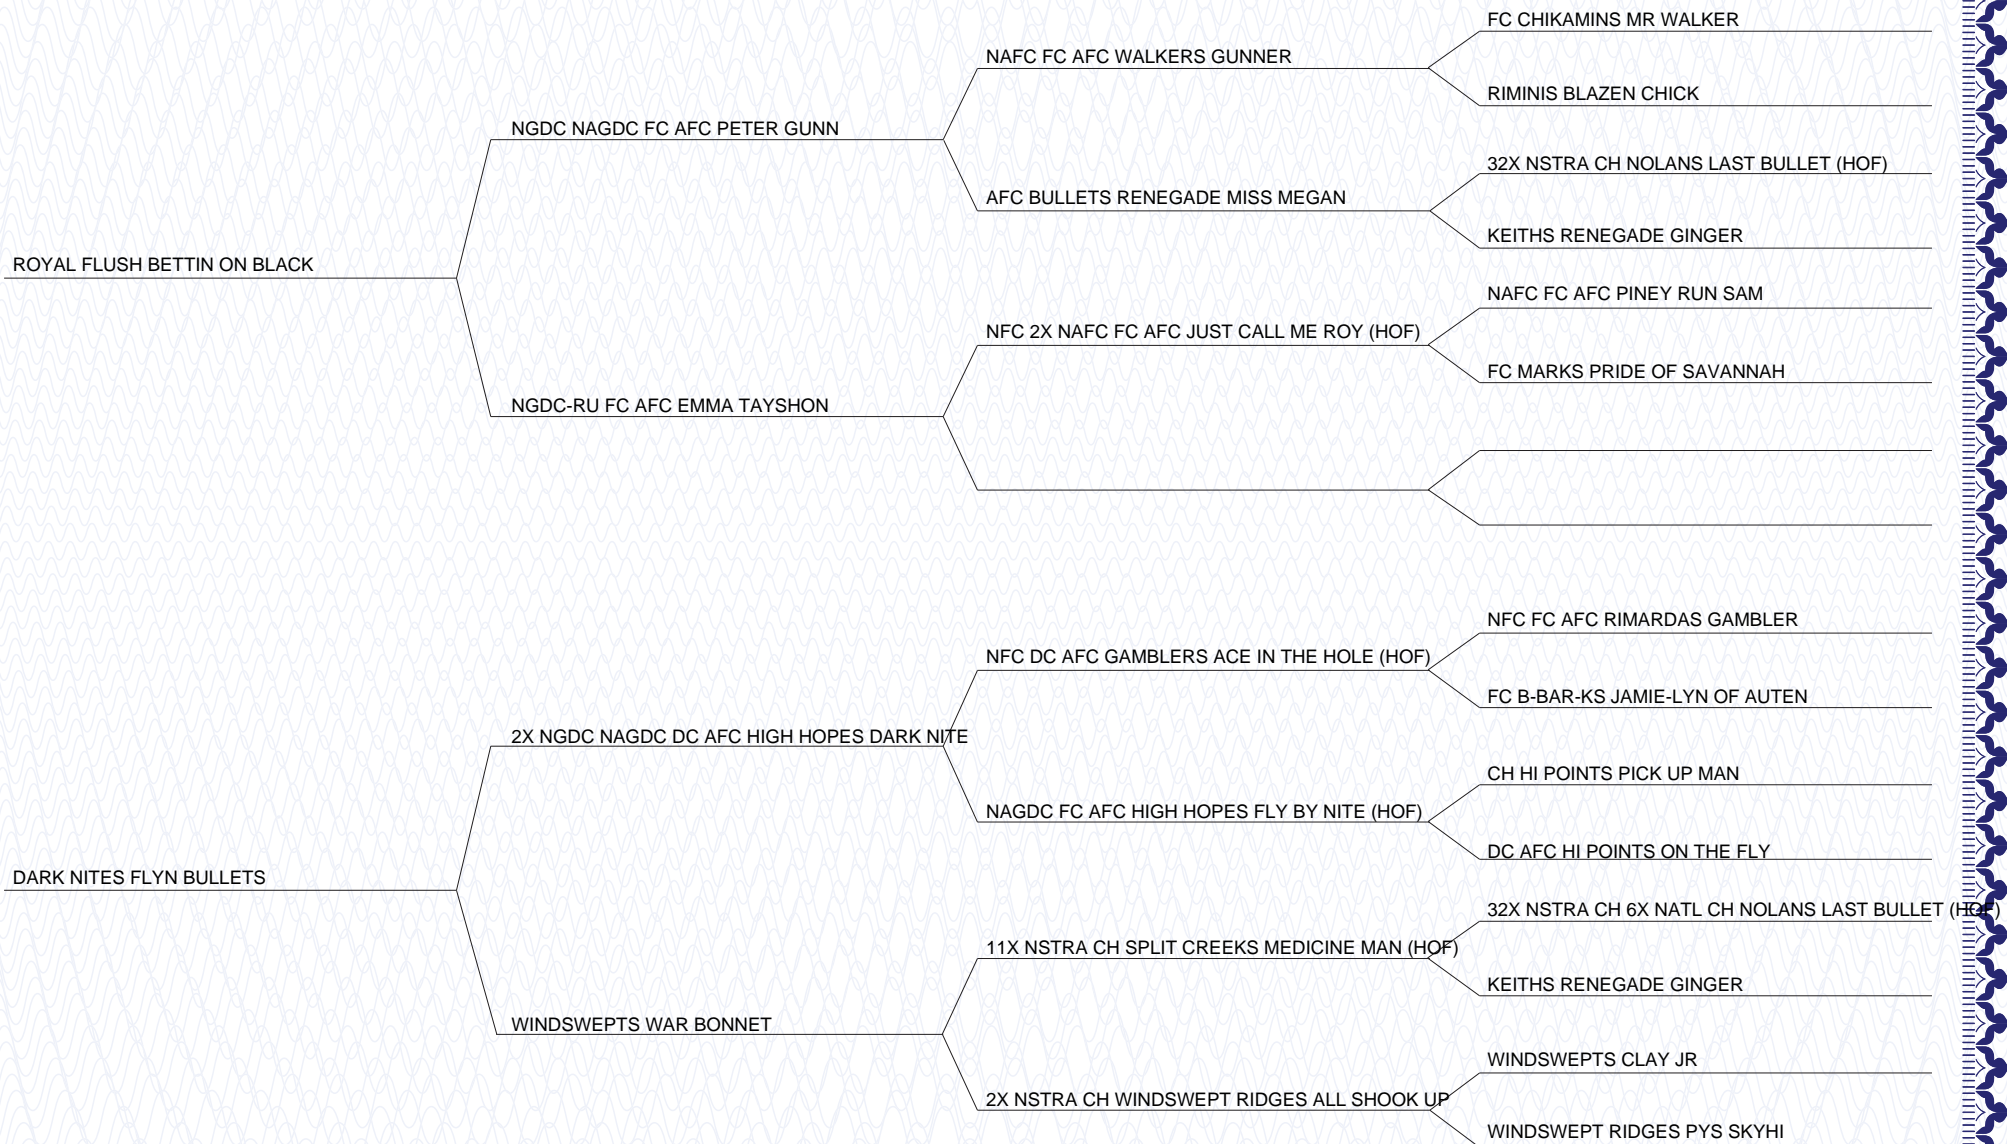 FC CHIKAMINS MR WALKER
NAFC FC AFC WALKERS GUNNER
RIMINIS BLAZEN CHICK
NGDC NAGDC FC AFC PETER GUNN
32X NSTRA CH NOLANS LAST BULLET (HOF)
AFC BULLETS RENEGADE MISS MEGAN
KEITHS RENEGADE GINGER
ROYAL FLUSH BETTIN ON BLACK
NAFC FC AFC PINEY RUN SAM
NFC 2X NAFC FC AFC JUST CALL ME ROY (HOF)
FC MARKS PRIDE OF SAVANNAH
NGDC-RU FC AFC EMMA TAYSHON
NFC FC AFC RIMARDAS GAMBLER
NFC DC AFC GAMBLERS ACE IN THE HOLE (HOF)
FC B-BAR-KS JAMIE-LYN OF AUTEN
2X NGDC NAGDC DC AFC HIGH HOPES DARK NITE
CH HI POINTS PICK UP MAN
NAGDC FC AFC HIGH HOPES FLY BY NITE (HOF)
DC AFC HI POINTS ON THE FLY
DARK NITES FLYN BULLETS
32X NSTRA CH 6X NATL CH NOLANS LAST BULLET (HOF)
11X NSTRA CH SPLIT CREEKS MEDICINE MAN (HOF)
KEITHS RENEGADE GINGER
WINDSWEPTS WAR BONNET
WINDSWEPTS CLAY JR
2X NSTRA CH WINDSWEPT RIDGES ALL SHOOK UP
WINDSWEPT RIDGES PYS SKYHI